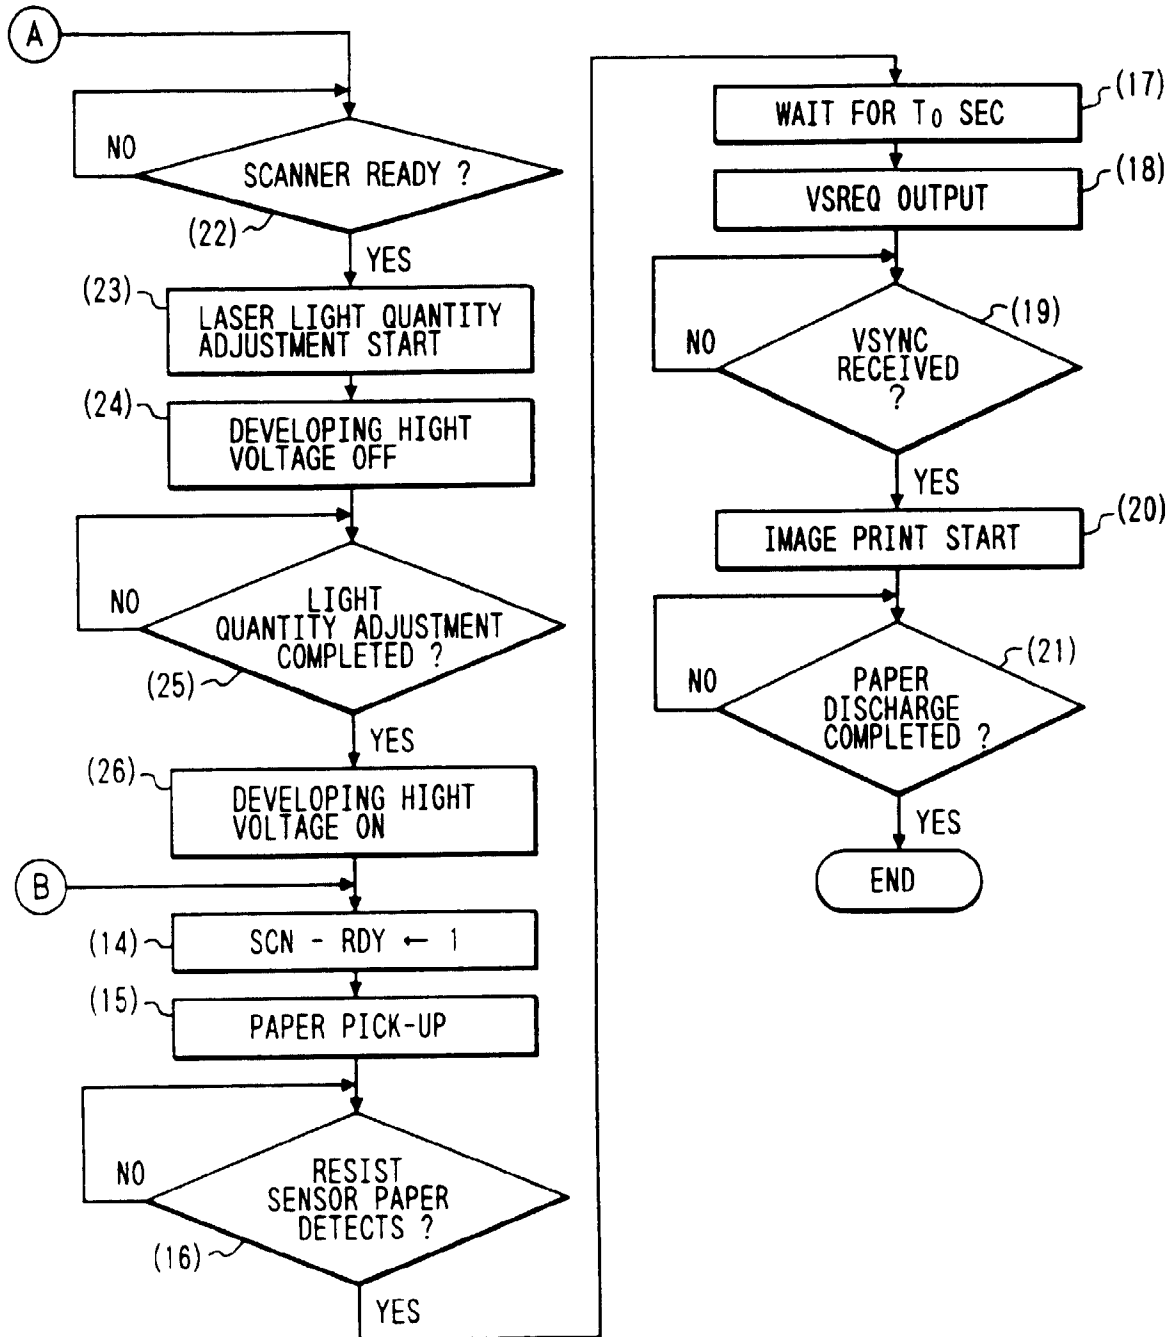 A
NO
SCANNER READY ?
(22)
YES
(23)
LASER LIGHT QUANTITY
ADJUSTMENT START
(24)
DEVELOPING HIGHT
VOLTAGE OFF
NO
LIGHT
QUANTITY ADJUSTMENT
COMPLETED ?
(25)
YES
(26)
DEVELOPING HIGHT
VOLTAGE ON
B
(14)
SCN - RDY ← 1
(15)
PAPER PICK-UP
NO
RESIST
SENSOR PAPER
DETECTS ?
(16)
YES
(17)
WAIT FOR T0 SEC
(18)
VSREQ OUTPUT
(19)
NO
VSYNC
RECEIVED
?
YES
(20)
IMAGE PRINT START
(21)
NO
PAPER
DISCHARGE
COMPLETED ?
YES
END